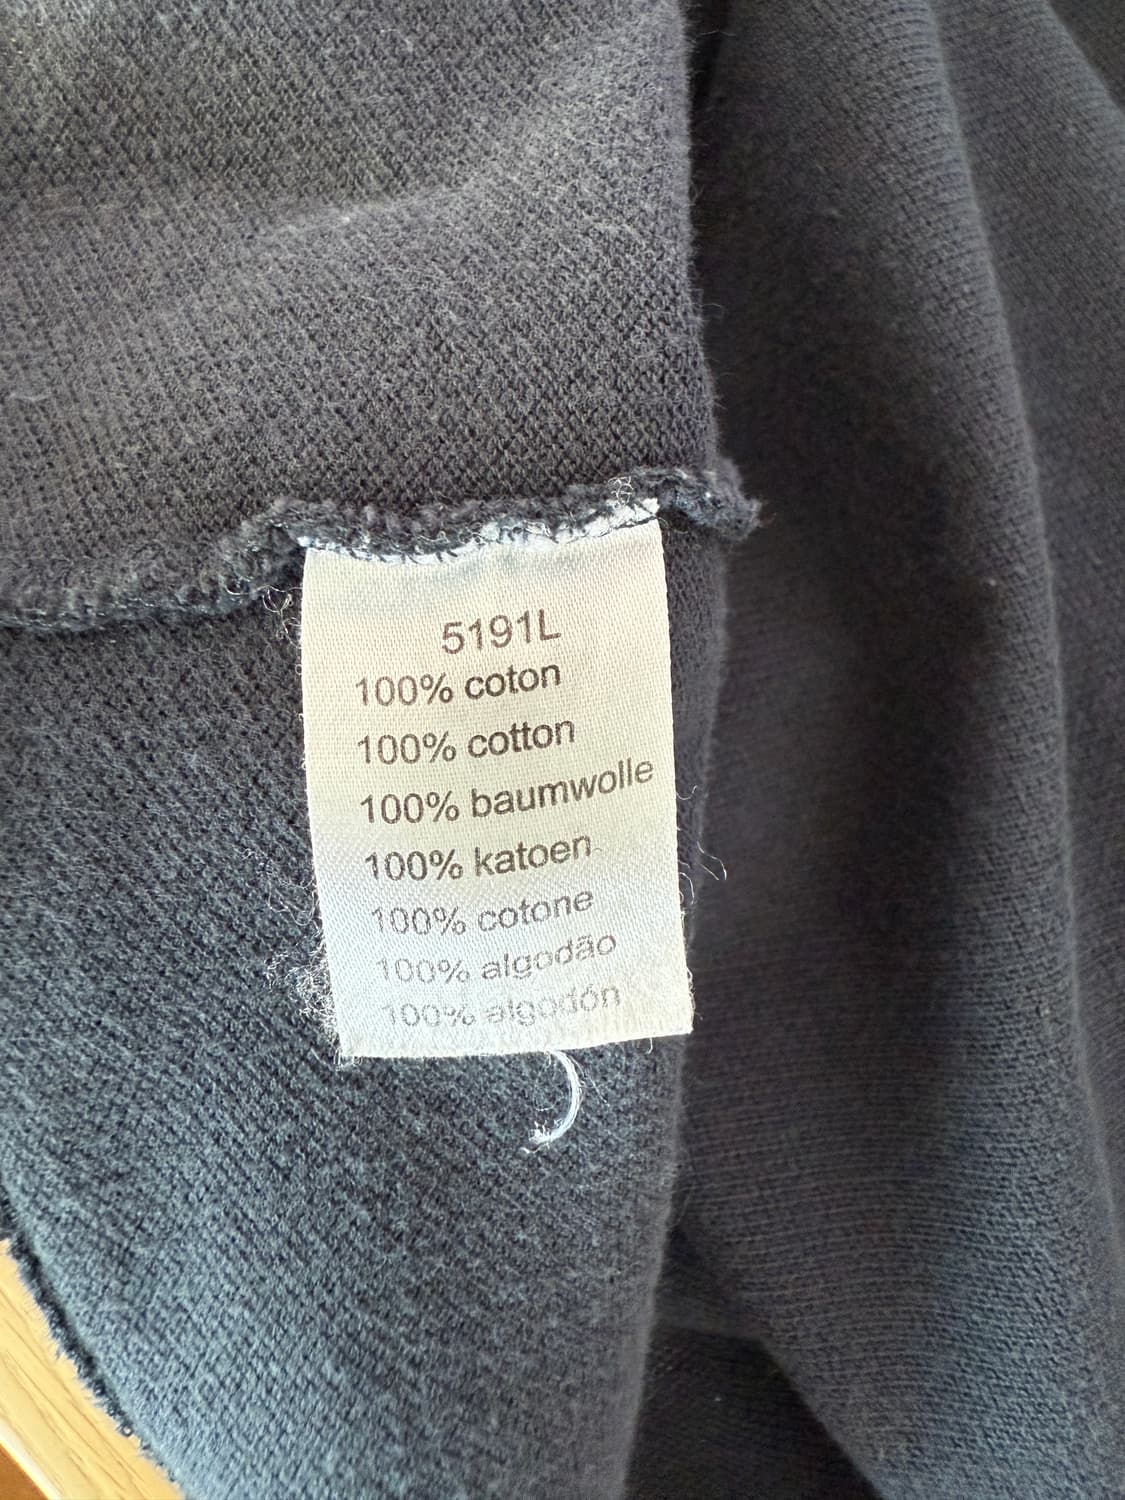 5191L
100% coton
100% cotton
100% baumwolle
100% katoen
100% cotone
100% algodão
100% algodón